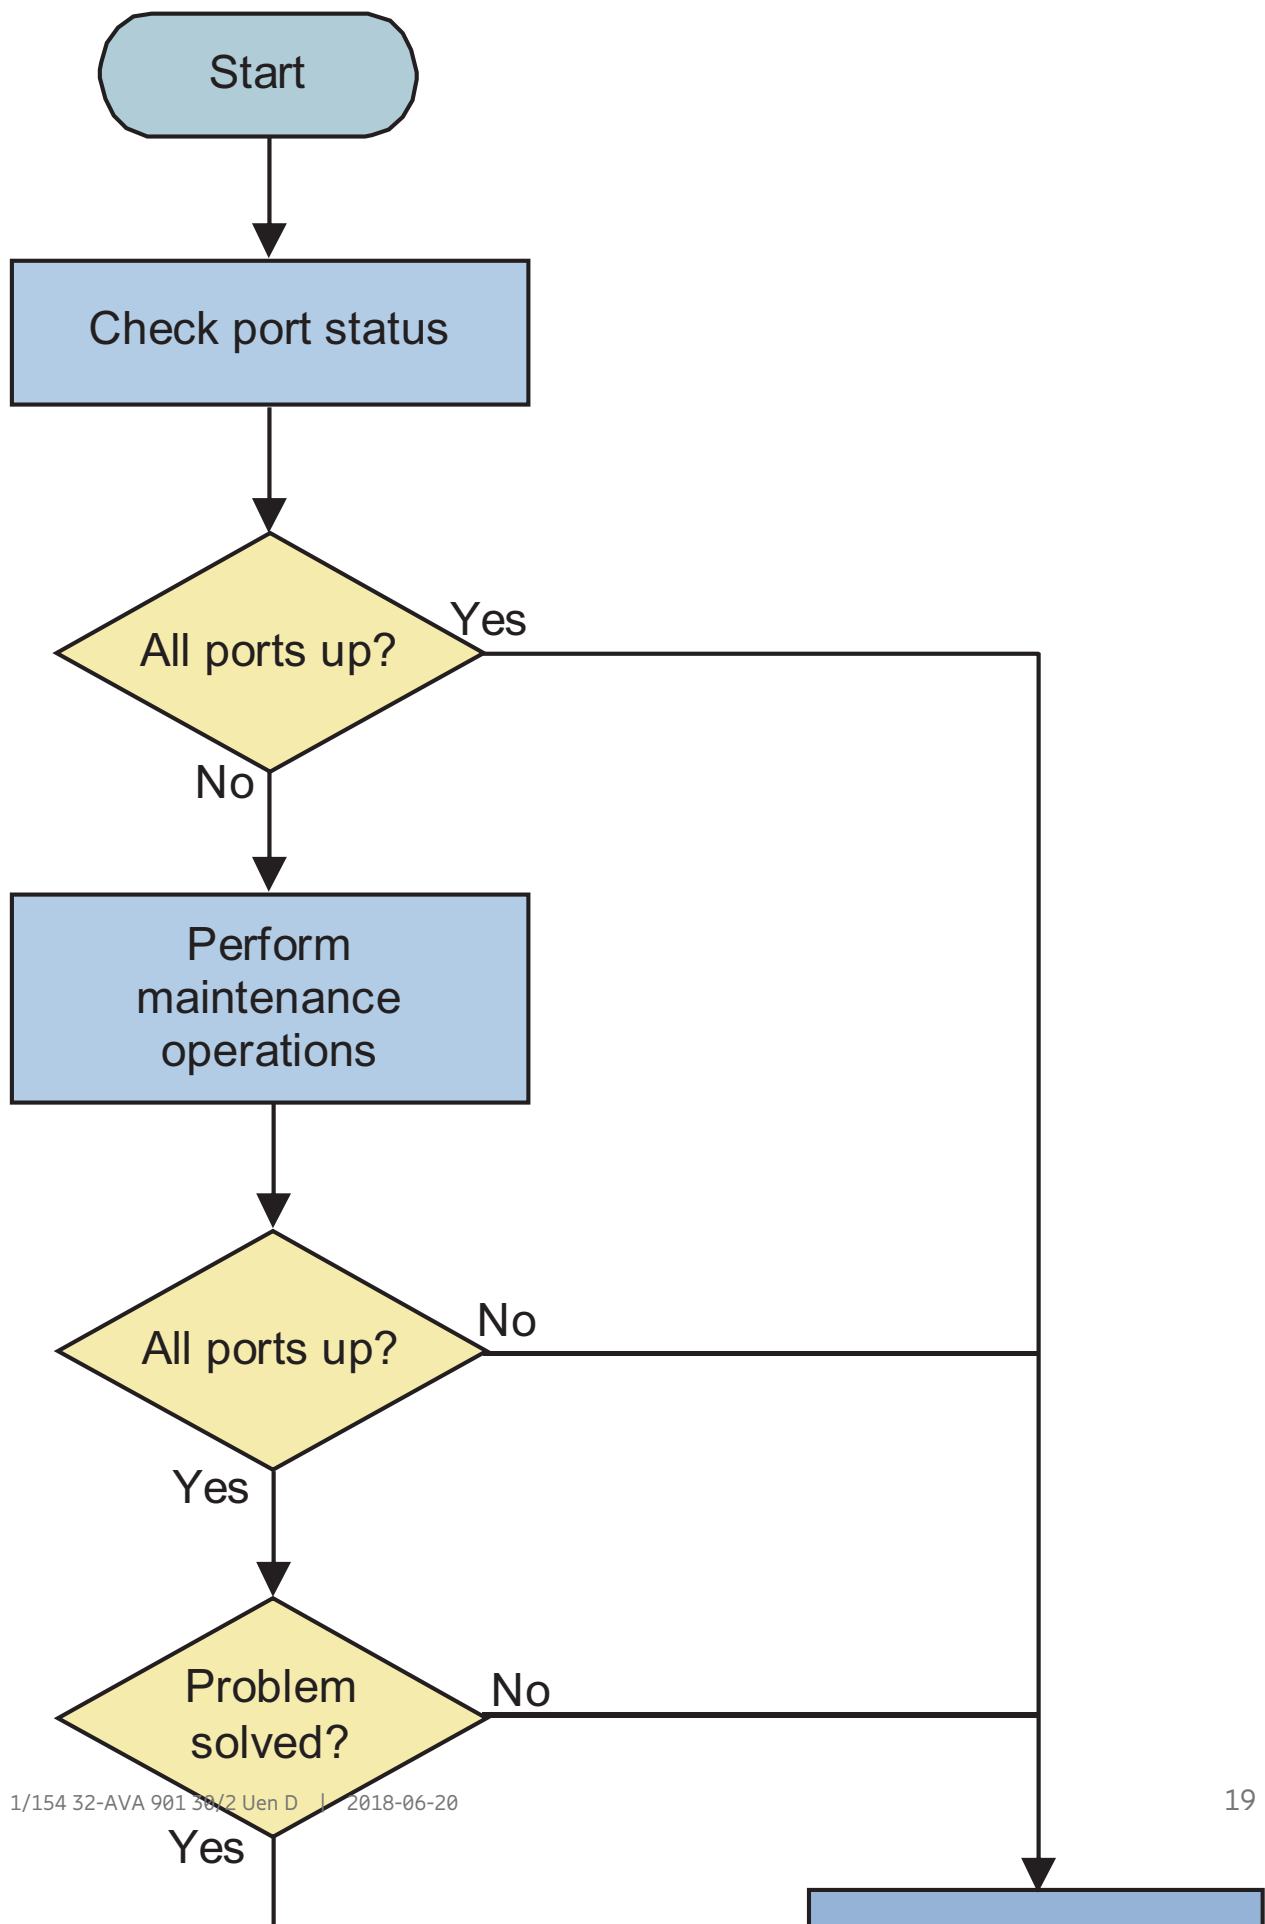 Start
Check port status
Yes
All ports up?
No
Perform
maintenance
operations
No
All ports up?
Yes
No
Problem
solved?
1/154 32-AVA 901 30/2 Uen D | 2018-06-20
19
Yes